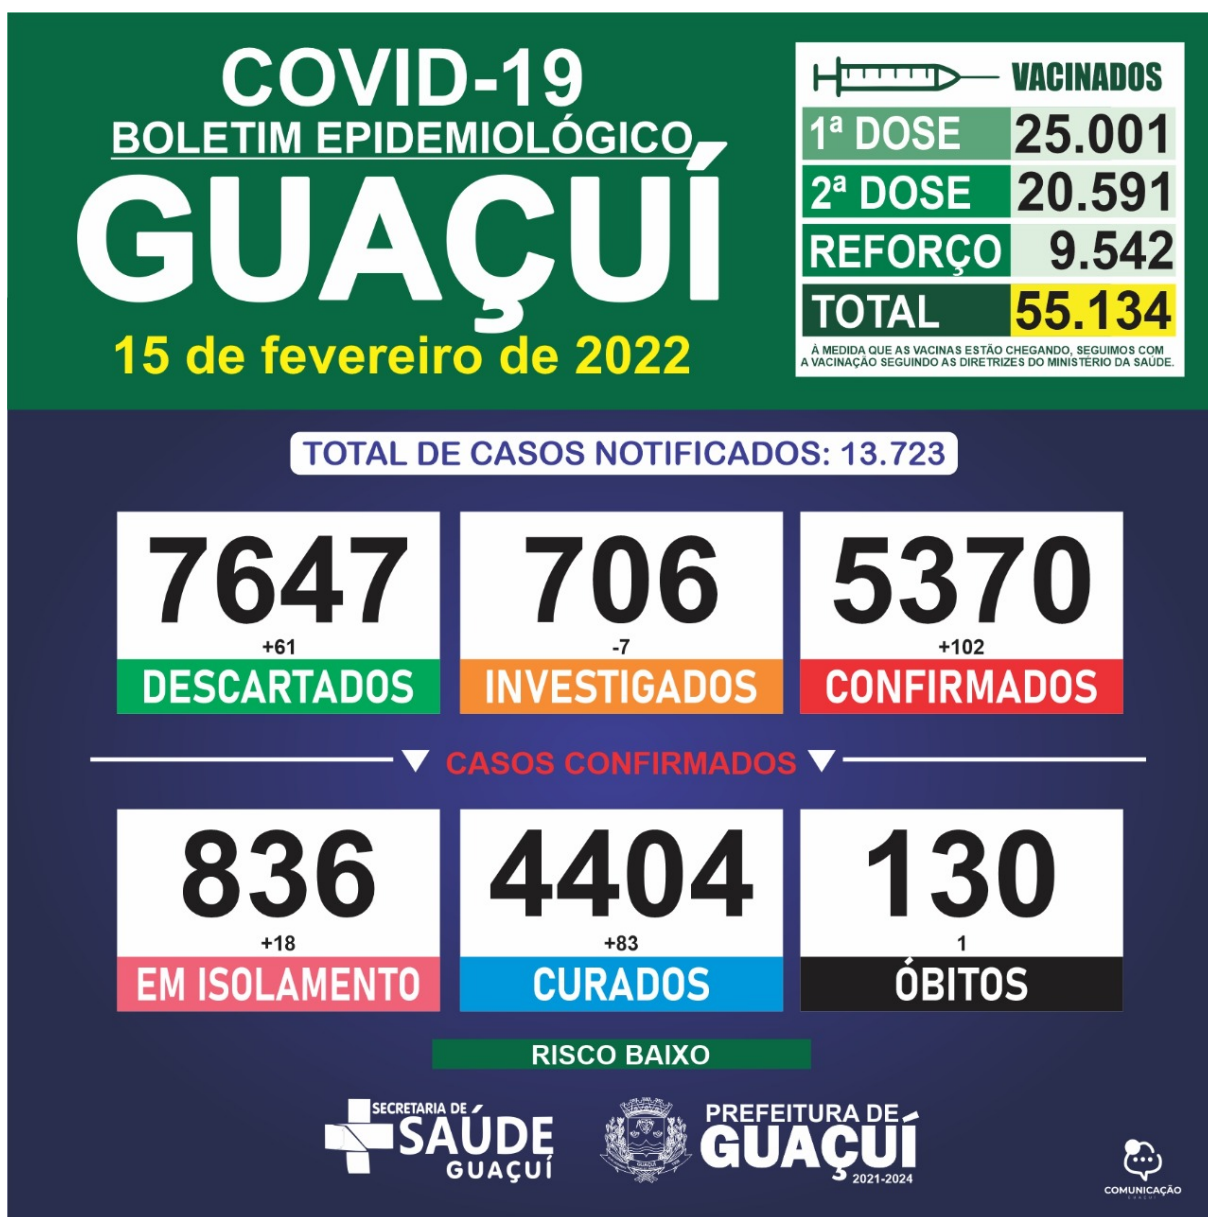 COVID-19
BOLETIM EPIDEMIOLÓGICO
GUAÇUÍ
15 de fevereiro de 2022
VACINADOS
1ª DOSE 25.001
2ª DOSE 20.591
REFORÇO 9.542
TOTAL 55.134
À MEDIDA QUE AS VACINAS ESTÃO CHEGANDO, SEGUIMOS COM
A VACINAÇÃO SEGUINDO AS DIRETRIZES DO MINISTÉRIO DA SAÚDE.
TOTAL DE CASOS NOTIFICADOS: 13.723
7647
+61
DESCARTADOS
706
-7
INVESTIGADOS
5370
+102
CONFIRMADOS
CASOS CONFIRMADOS
836
+18
EM ISOLAMENTO
4404
+83
CURADOS
130
1
ÓBITOS
RISCO BAIXO
SECRETARIA DE
SAÚDE
GUAÇUÍ
PREFEITURA DE
GUAÇUÍ
2021-2024
COMUNICAÇÃO